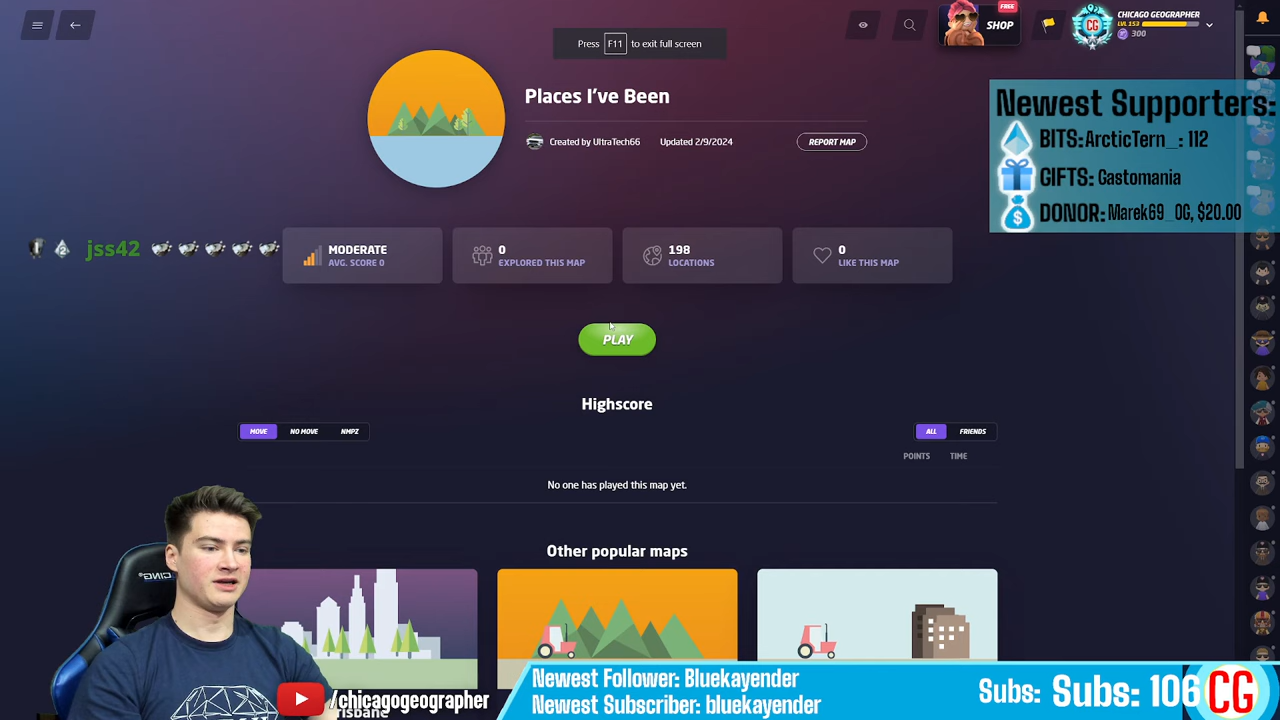 Press F11 to exit full screen
FREE
SHOP
CHICAGO GEOGRAPHER
LVL 153
300
Places I've Been
Created by UltraTech66 Updated 2/9/2024 REPORT MAP
Newest Supporters:
BITS:ArcticTern_: 112
GIFTS: Gastomania
DONOR: Marek69_OG, $20.00
jss42
MODERATE
AVG. SCORE 0
0
EXPLORED THIS MAP
198
LOCATIONS
0
LIKE THIS MAP
PLAY
Highscore
MOVE NO MOVE NMPZ
ALL FRIENDS
POINTS TIME
No one has played this map yet.
Other popular maps
/chicagogeographer
Newest Follower: Bluekayender
Newest Subscriber: bluekayender
Subs: Subs: 106
CG